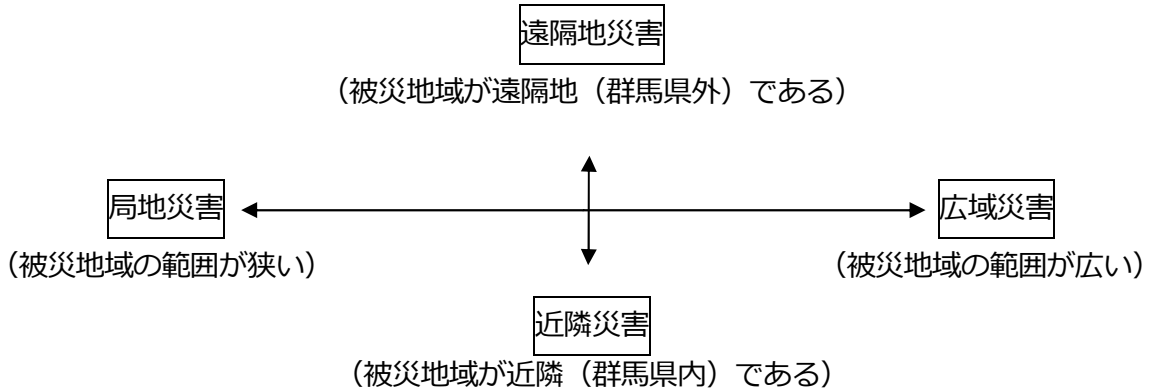 遠隔地災害
（被災地域が遠隔地（群馬県外）である）
局地災害
広域災害
（被災地域の範囲が狭い）
（被災地域の範囲が広い）
近隣災害
（被災地域が近隣（群馬県内）である）